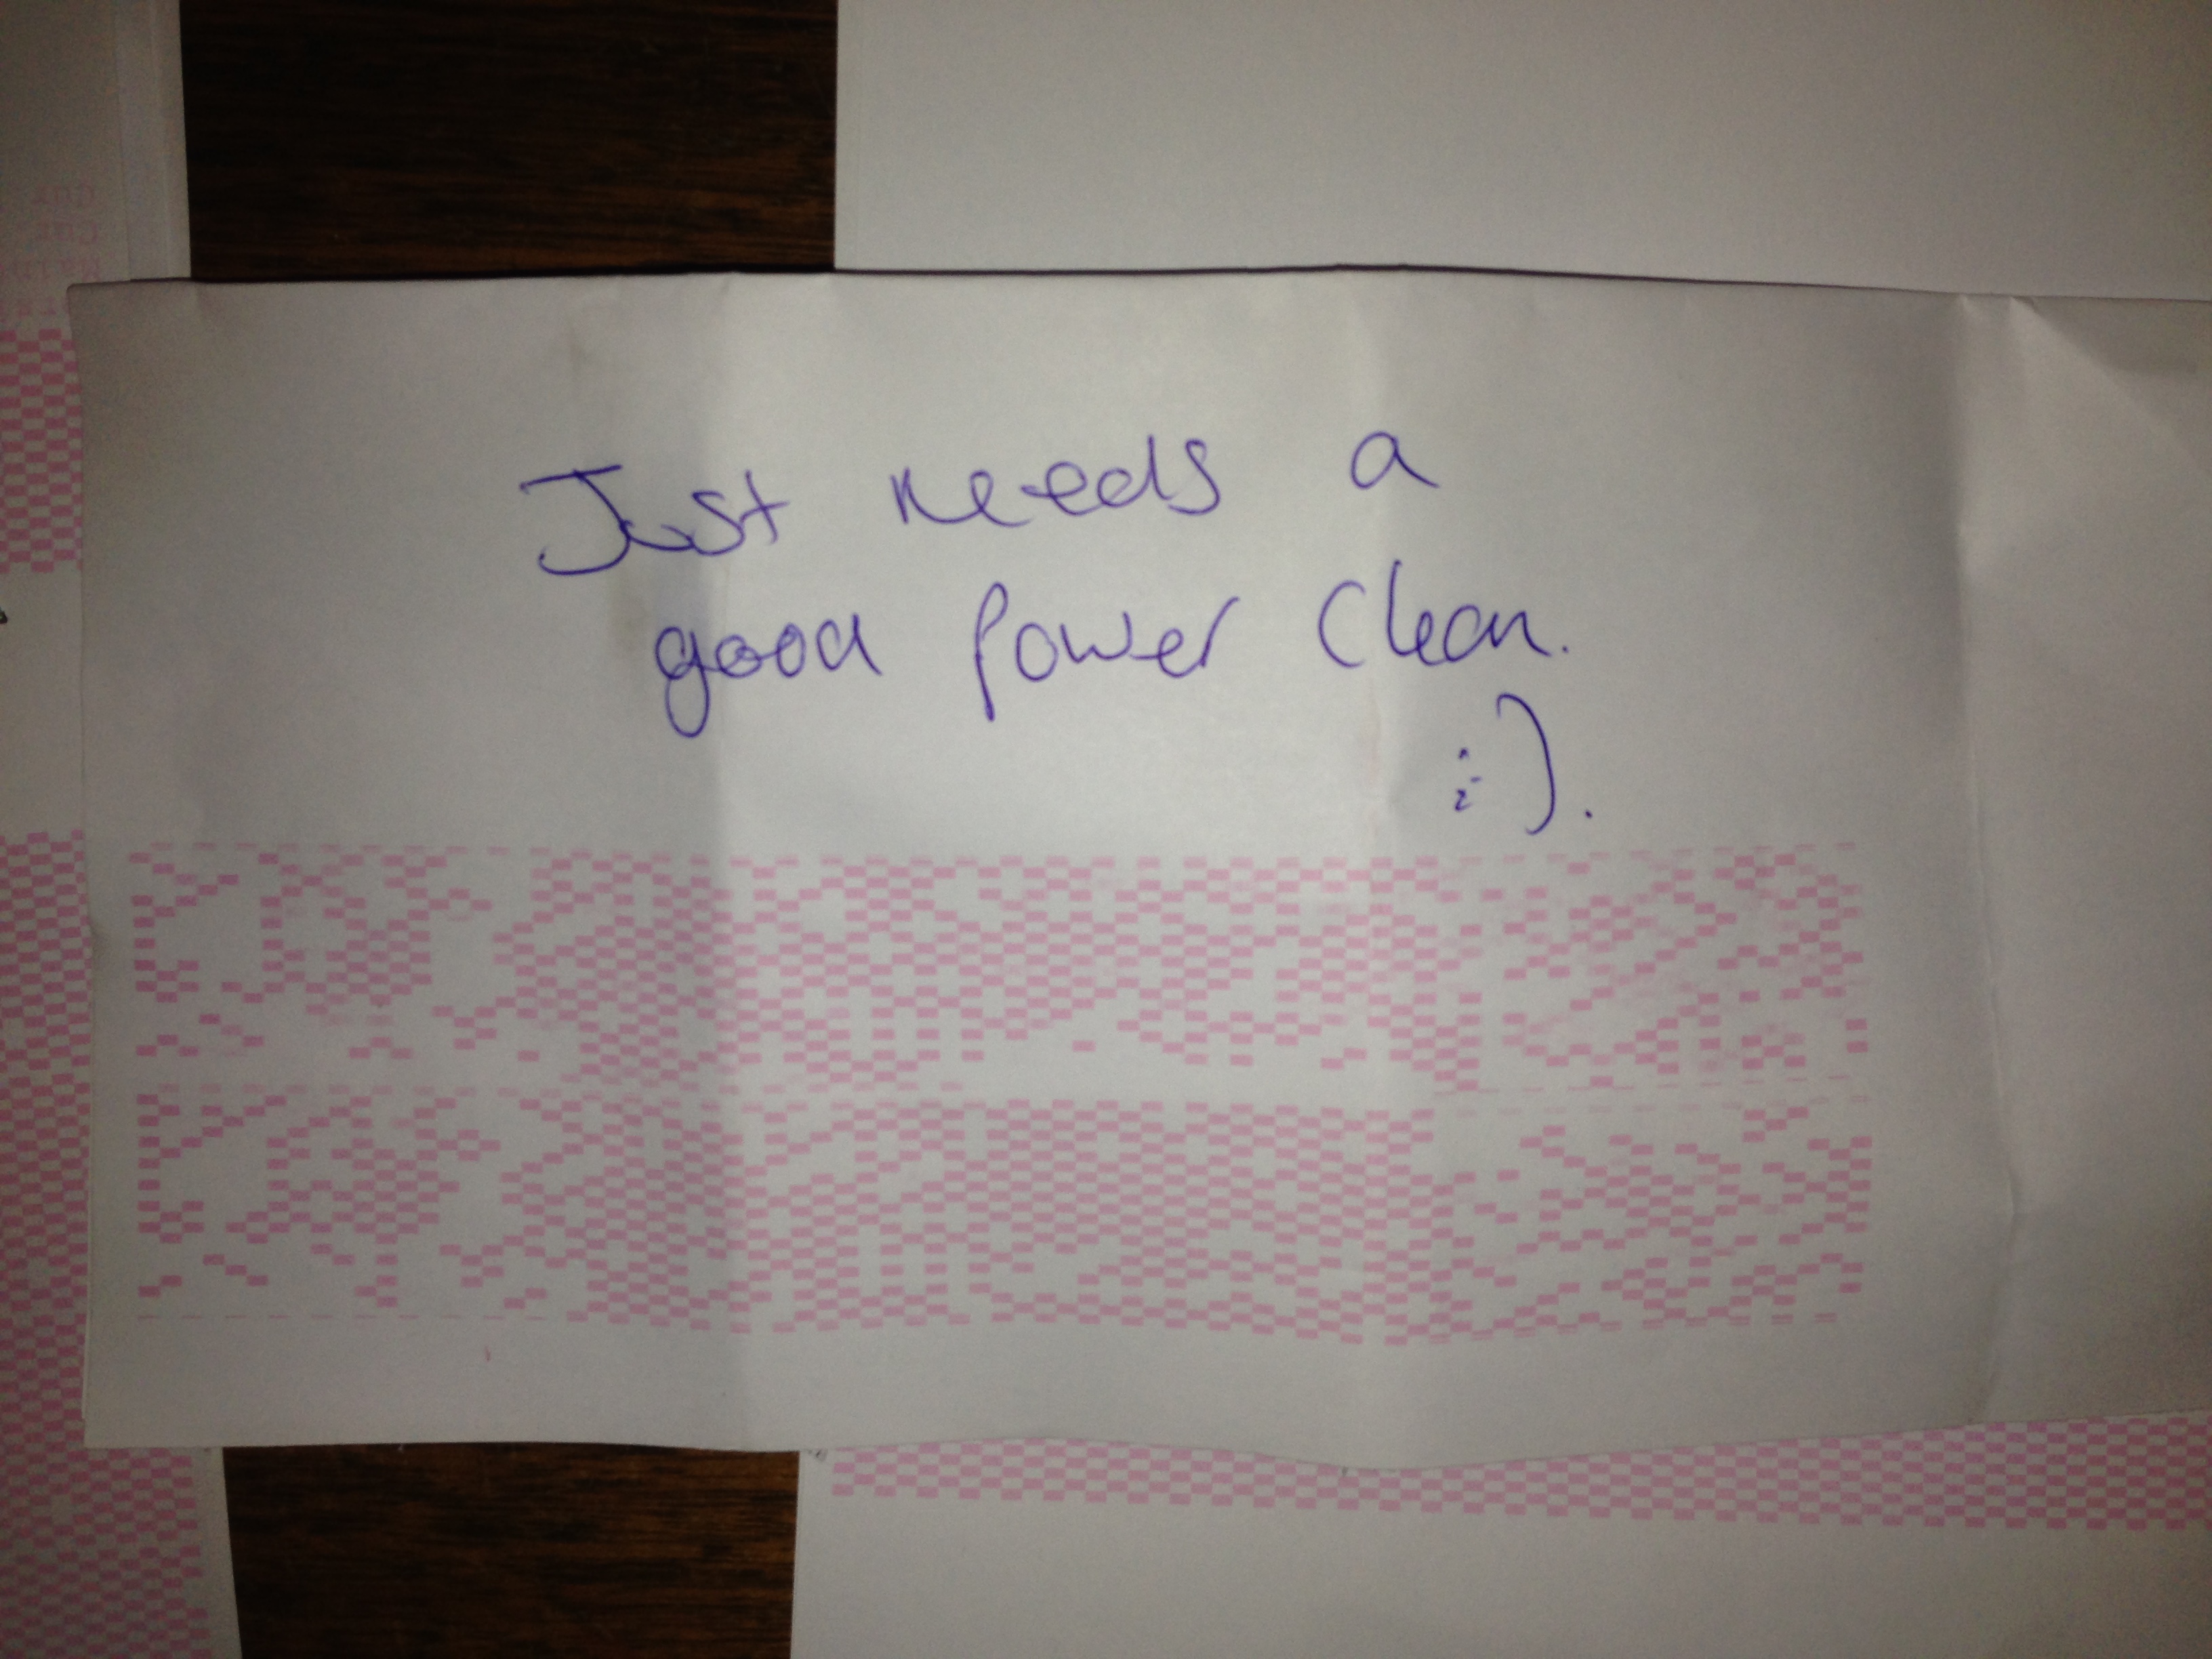 Just needs a
good power clean.
:-).